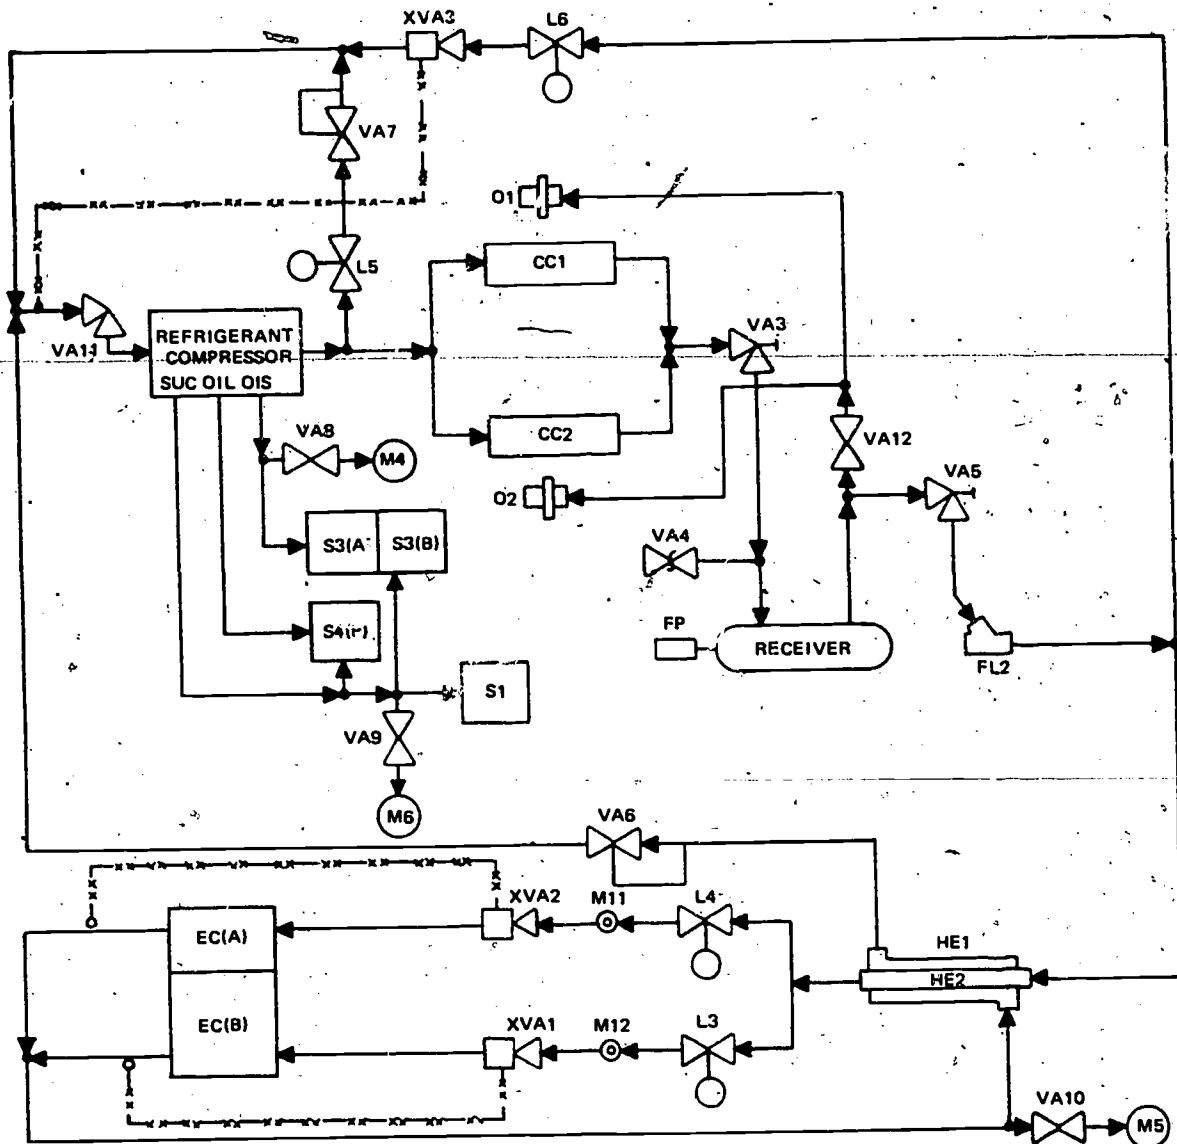 XVA3
L6
VA7
O1
L5
CC1
VA3
VA11
REFRIGERANT
COMPRESSOR
SUC OIL OIS
VA8
M4
CC2
VA12
VA5
O2
S3(A)
S3(B)
VA4
S4(P)
FP
RECEIVER
FL2
S1
VA9
M6
VA6
XVA2
M11
L4
EC(A)
HE1
HE2
EC(B)
XVA1
M12
L3
VA10
M5